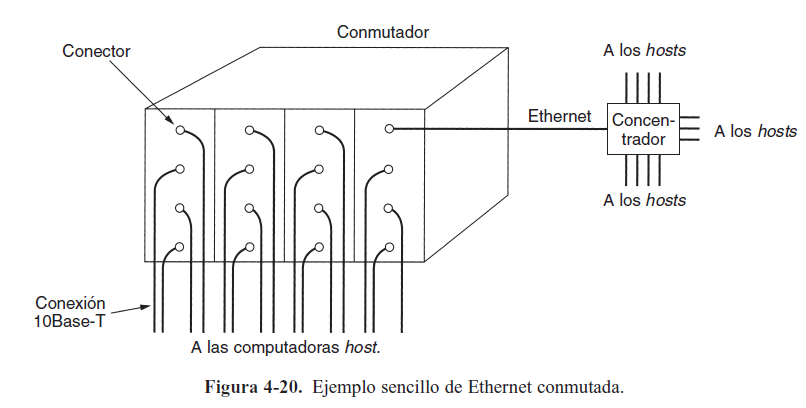 Conmutador
Conector
A los hosts
Ethernet
Concen-
trador
A los hosts
A los hosts
Conexión
10Base-T
A las computadoras host.
Figura 4-20. Ejemplo sencillo de Ethernet conmutada.